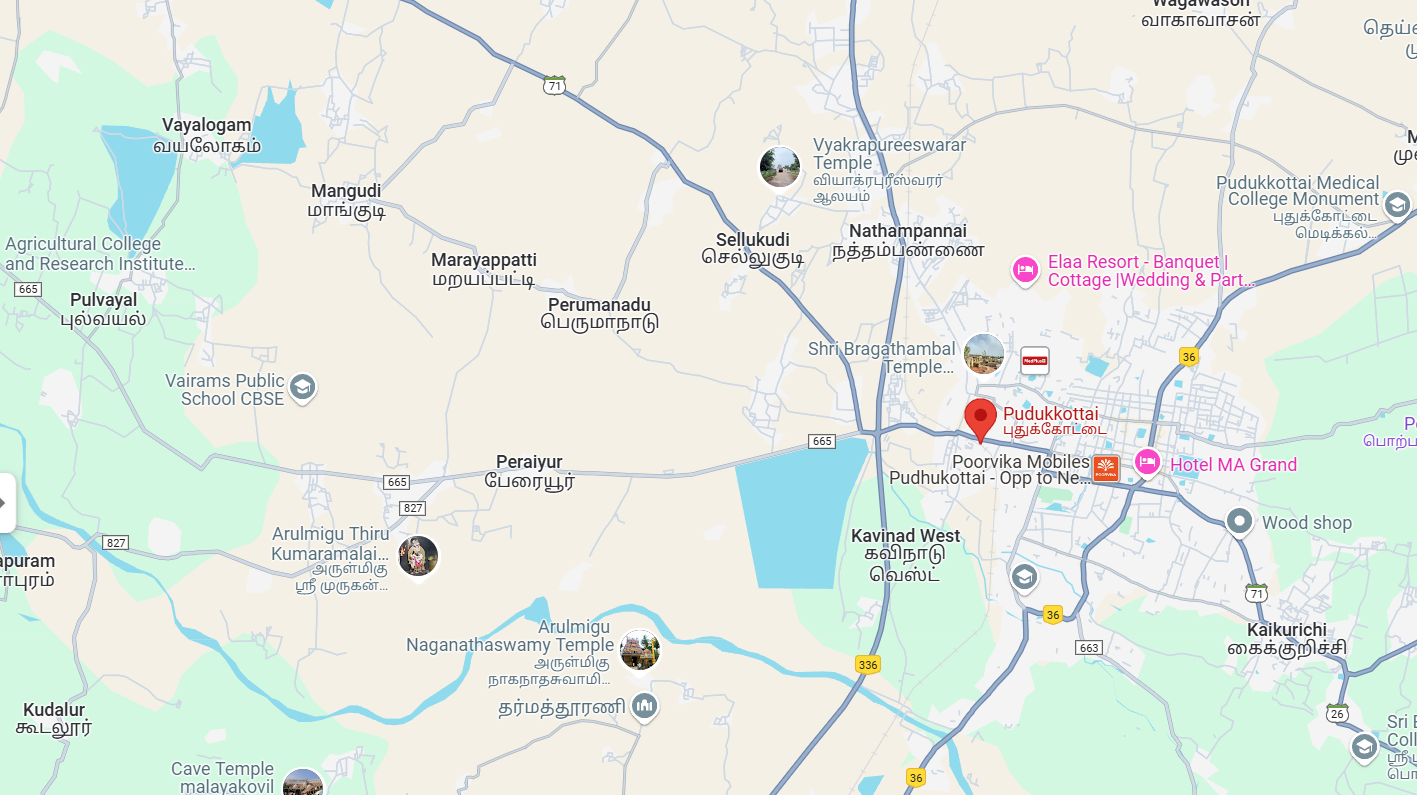 Wagawason
வாகாவாசன்
71
Vayalogam
வயலோகம்
Vyakrapureeswarar
Temple
வியாக்ரபுரீஸ்வரர்
ஆலயம்
Mangudi
மாங்குடி
Pudukkottai Medical
College Monument
புதுக்கோட்டை
மெடிக்கல்...
Agricultural College
and Research Institute...
665
Pulvayal
புல்வயல்
Marayappatti
மறயப்பட்டி
Sellukudi
செல்லுகுடி
Nathampannai
நத்தம்பண்ணை
Elaa Resort - Banquet |
Cottage |Wedding & Part...
Perumanadu
பெருமாநாடு
Shri Bragathambal
Temple...
MedPlus
36
Vairams Public
School CBSE
Pudukkottai
புதுக்கோட்டை
665
Poorvika Mobiles
Pudhukottai - Opp to Ne...
POORVIKA
Hotel MA Grand
Peraiyur
பேரையூர்
665
827
Arulmigu Thiru
Kumaramalai...
அருள்மிகு
ஸ்ரீ முருகன்...
827
Wood shop
Kavinad West
கவிநாடு
வெஸ்ட்
71
36
Kaikurichi
கைக்குறிச்சி
663
Arulmigu
Naganathaswamy Temple
அருள்மிகு
நாகநாதசுவாமி...
336
தர்மத்தூரணி
Kudalur
கூடலூர்
26
Cave Temple
malayakovil
36